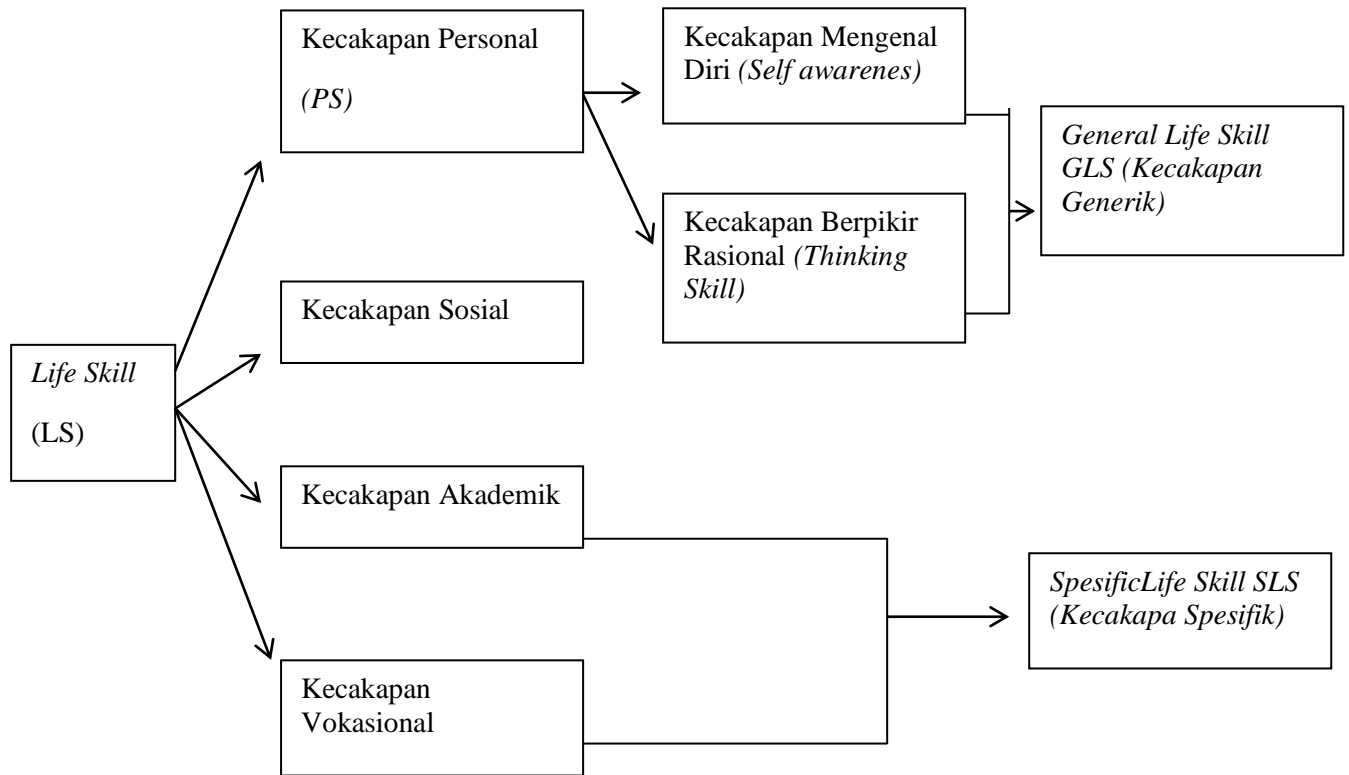 Kecakapan Personal
(PS)
Kecakapan Mengenal
Diri (Self awarenes)
General Life Skill
GLS (Kecakapan
Generik)
Kecakapan Berpikir
Rasional (Thinking
Skill)
Kecakapan Sosial
Life Skill
(LS)
Kecakapan Akademik
SpesificLife Skill SLS
(Kecakapa Spesifik)
Kecakapan
Vokasional